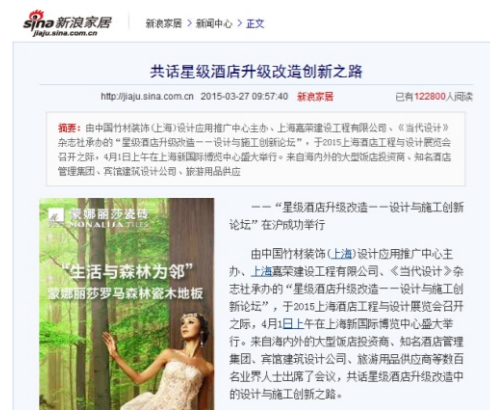 sina 新浪家居
jiaju.sina.com.cn
新浪家居 > 新闻中心 > 正文
共话星级酒店升级改造创新之路
http://jiaju.sina.com.cn 2015-03-27 09:57:40 新浪家居 已有122800人阅读
摘要：由中国竹材装饰(上海)设计应用推广中心主办、上海嘉荣建设工程有限公司、《当代设计》
杂志社承办的“星级酒店升级改造——设计与施工创新论坛”，于2015上海酒店工程与设计展览会
召开之际，4月1日上午在上海新国际博览中心盛大举行。来自海内外的大型饭店投资商、知名酒店
管理集团、宾馆建筑设计公司、旅游用品供应
蒙娜丽莎瓷砖
MONALISA TILES
“生活与森林为邻”
蒙娜丽莎罗马森林瓷木地板
——“星级酒店升级改造——设计与施工创新
论坛”在沪成功举行
由中国竹材装饰(上海)设计应用推广中心主
办、上海嘉荣建设工程有限公司、《当代设计》杂
志社承办的“星级酒店升级改造——设计与施工创
新论坛”，于2015上海酒店工程与设计展览会召开
之际，4月1日上午在上海新国际博览中心盛大举
行。来自海内外的大型饭店投资商、知名酒店管理
集团、宾馆建筑设计公司、旅游用品供应商等数百
名业界人士出席了会议，共话星级酒店升级改造中
的设计与施工创新之路。